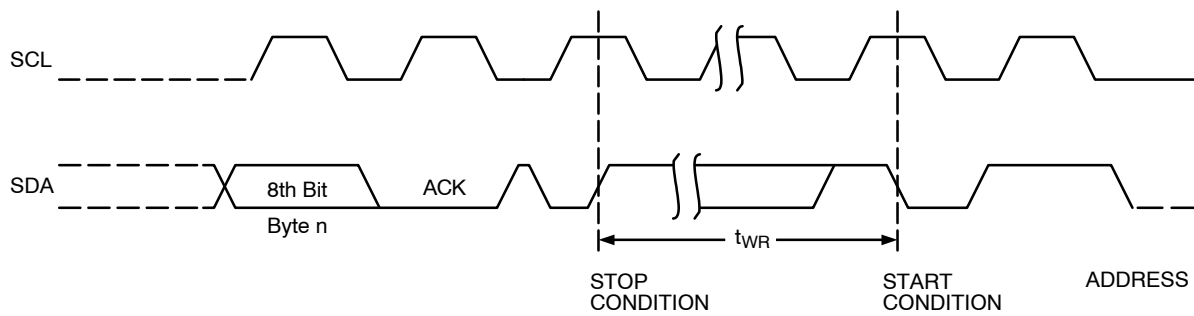 SCL
SDA
8th Bit
ACK
Byte n
tWR
STOP
CONDITION
START
CONDITION
ADDRESS